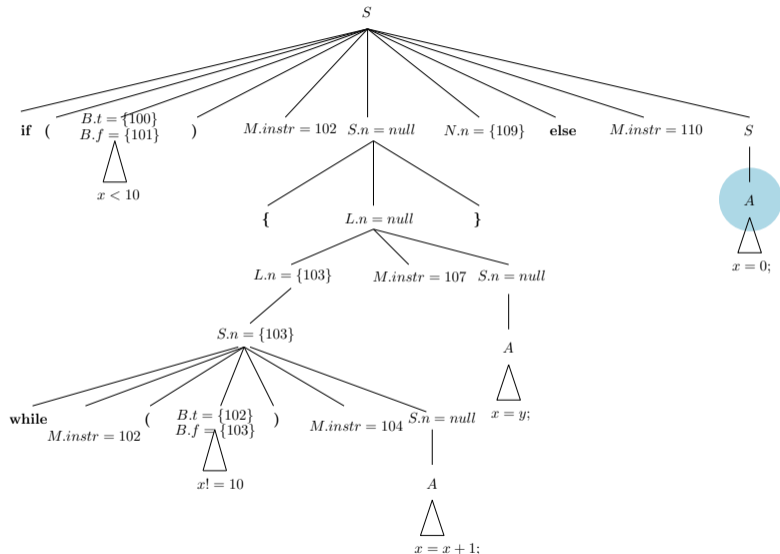 S
if ( B.t = {100} ) M.instr = 102 S.n = null N.n = {109} else M.instr = 110 S
B.f = {101}
x < 10
A
x = 0;
{ L.n = null }
L.n = {103} M.instr = 107 S.n = null
S.n = {103}
A
x = y;
while M.instr = 102 ( B.t = {102} ) M.instr = 104 S.n = null
B.f = {103}
x! = 10
A
x = x + 1;